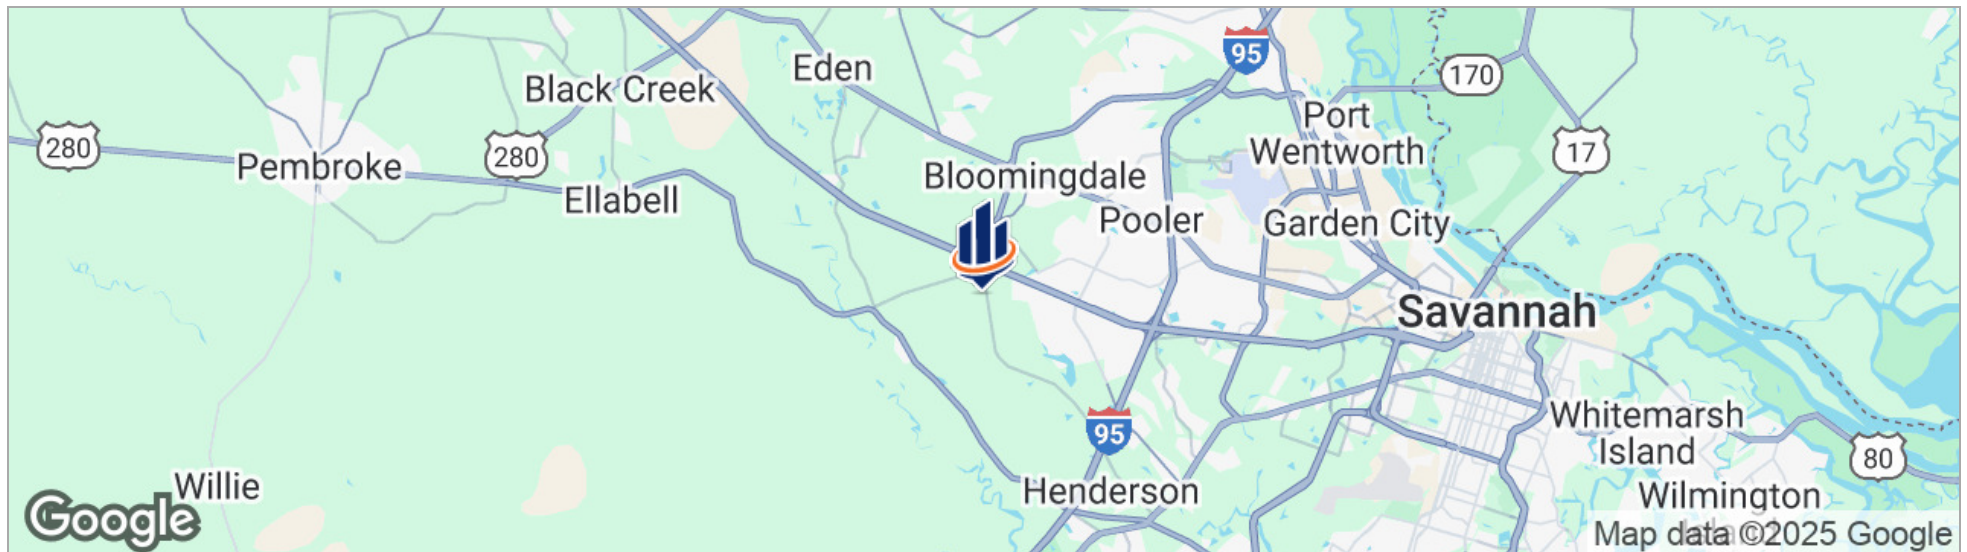 95
Eden
170
Black Creek
Port
Wentworth
280
280
17
Pembroke
Bloomingdale
Ellabell
Pooler
Garden City
Savannah
Whitemarsh
Island
95
80
Willie
Henderson
Wilmington
Google
Map data ©2025 Google